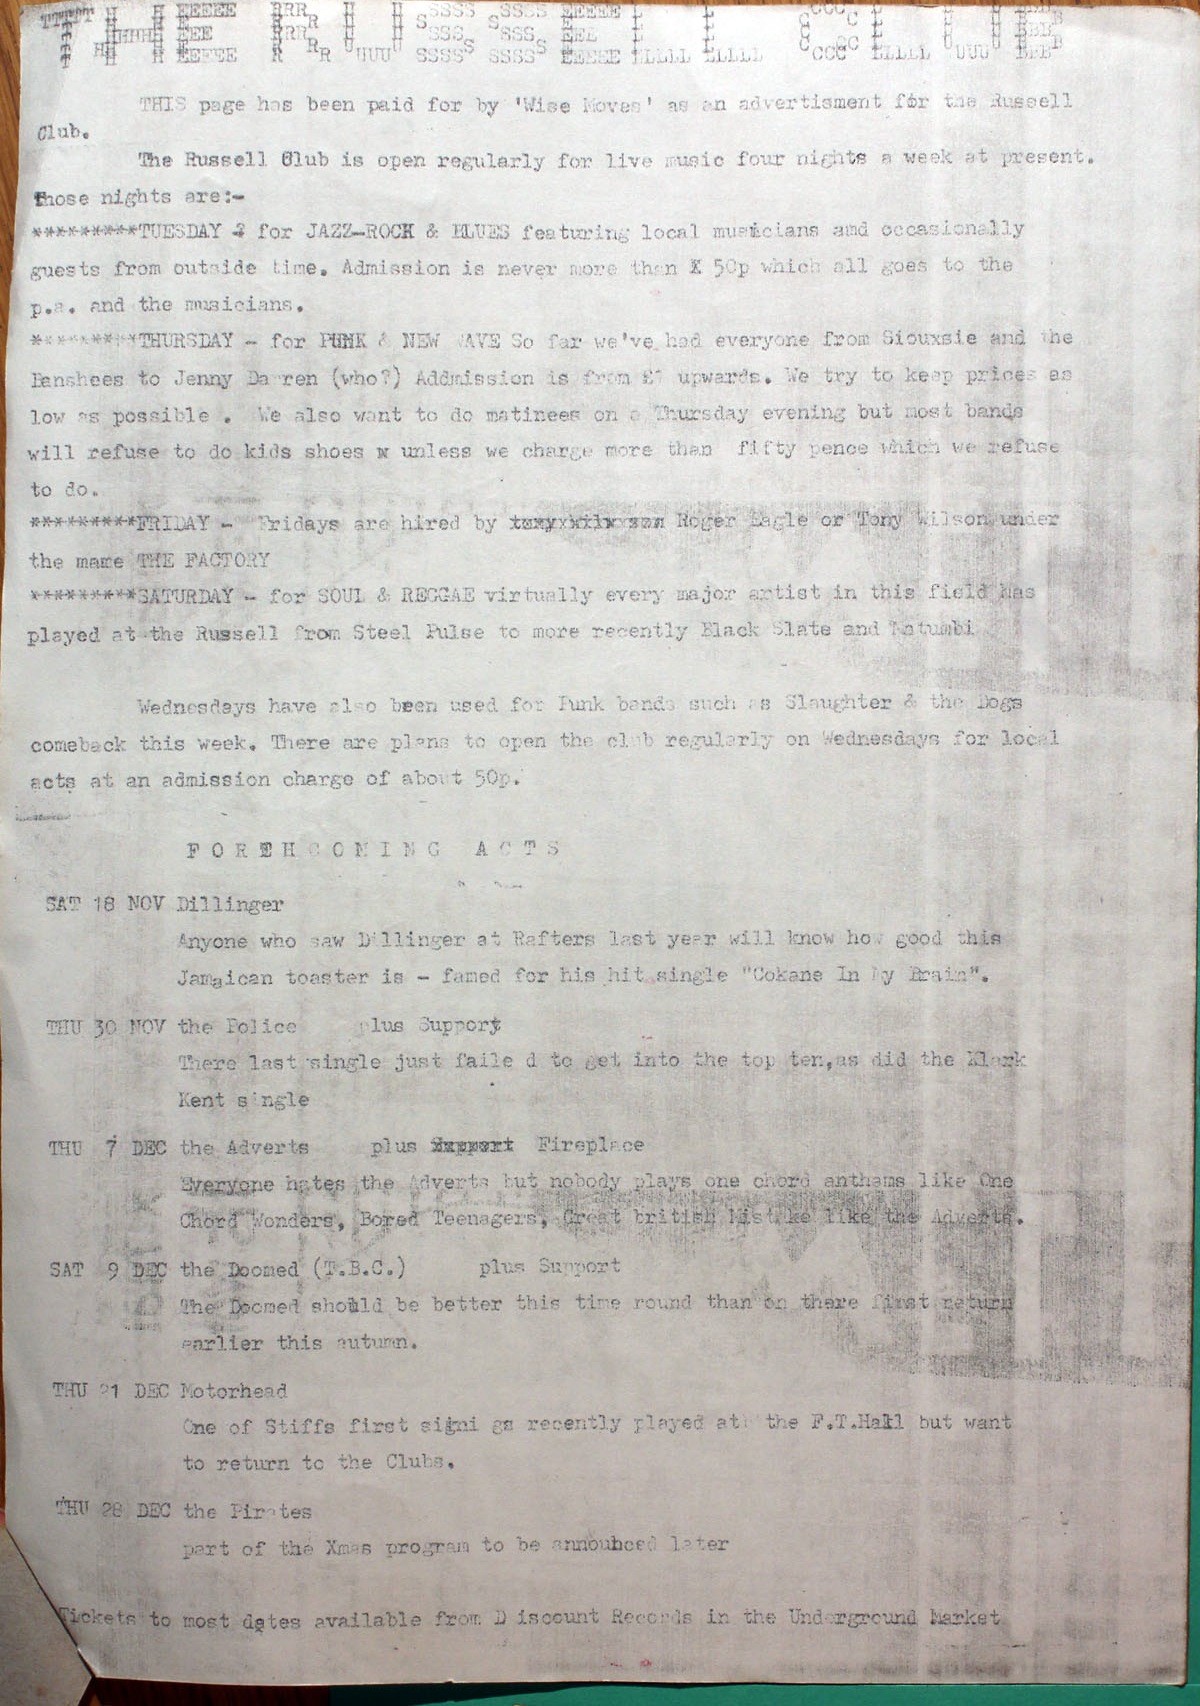 THE RUSSELL CLUB
THIS page has been paid for by 'Wise Moves' as an advertisment for the Russell
Club.
The Russell Club is open regularly for live music four nights a week at present.
Those nights are:-
*********TUESDAY - for JAZZ-ROCK & BLUES featuring local musicians amd occasionally
guests from outside time. Admission is never more than £ 50p which all goes to the
p.a. and the musicians.
*********THURSDAY - for PUNK & NEW WAVE So far we've had everyone from Siouxsie and the
Banshees to Jenny Darren (who?) Addmission is from upwards. We try to keep prices as
low as possible . We also want to do matinees on a Thursday evening but most bands
will refuse to do kids shoes unless we charge more than fifty pence which we refuse
to do.
*********FRIDAY - Fridays are hired by Roger Eagle or Tony Wilson under
the mame THE FACTORY
*********SATURDAY - for SOUL & REGGAE virtually every major artist in this field has
played at the Russell from Steel Pulse to more recently Black Slate and Matumbi
Wednesdays have also been used for Punk bands such as Slaughter & the Dogs
comeback this week. There are plans to open the club regularly on Wednesdays for local
acts at an admission charge of about 50p.
FORTHCOMING ACTS
SAT 18 NOV Dillinger
Anyone who saw Dillinger at Rafters last year will know how good this
Jamaican toaster is - famed for his hit single "Cokane In My Brain".
THU 30 NOV the Police plus Support
There last single just faile d to get into the top ten,as did the Klark
Kent single
THU 7 DEC the Adverts plus Fireplace
Everyone hates the Adverts but nobody plays one chord anthems like One
Chord Wonders, Bored Teenagers, Great british Mistake like the Adverts.
SAT 9 DEC the Doomed (T.B.C.) plus Support
The Doomed should be better this time round than on there first return
earlier this autumn.
THU 21 DEC Motorhead
One of Stiffs first signi gs recently played at the F.T.Hall but want
to return to the Clubs.
THU 28 DEC the Pirates
part of the Xmas program to be announced later
Tickets to most dates available from D iscount Records in the Underground Market